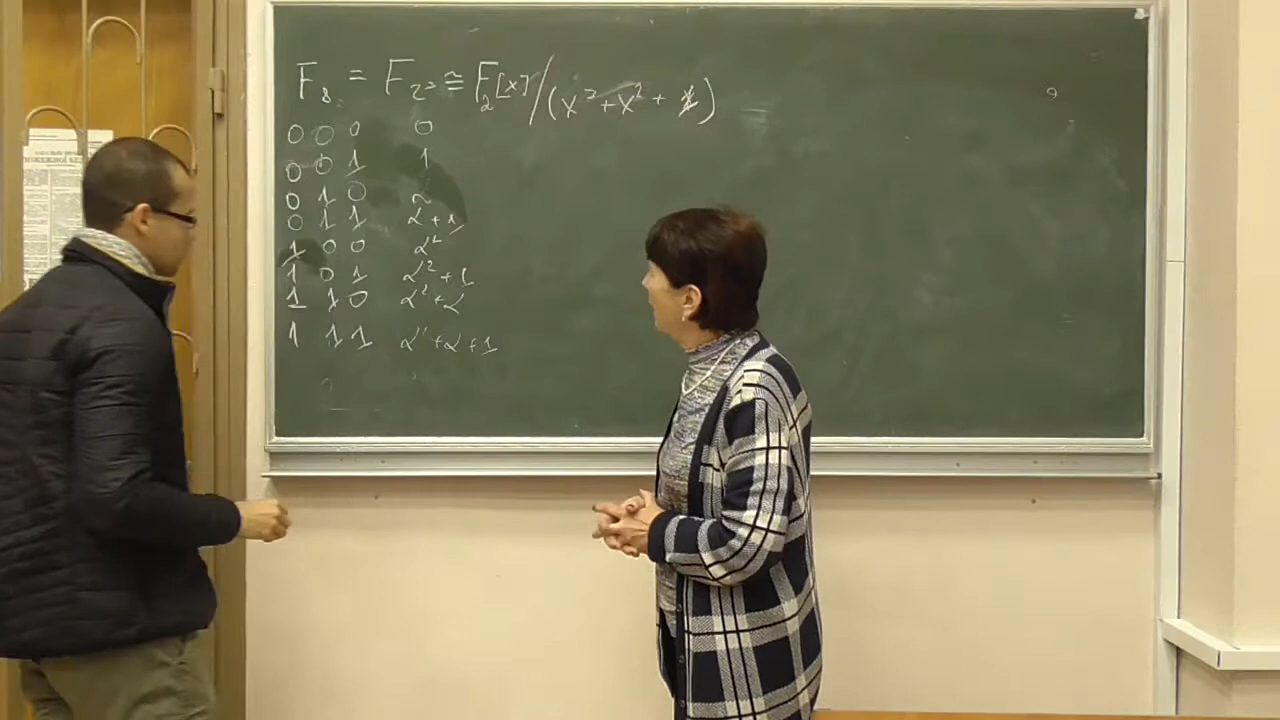 F₈ = F₂³ ≅ F₂[x]/(x³+x²+1)
0 0 0 0
0 0 1 1
0 1 0 α
0 1 1 α+1
1 0 0 α²
1 0 1 α²+1
1 1 0 α²+α
1 1 1 α²+α+1